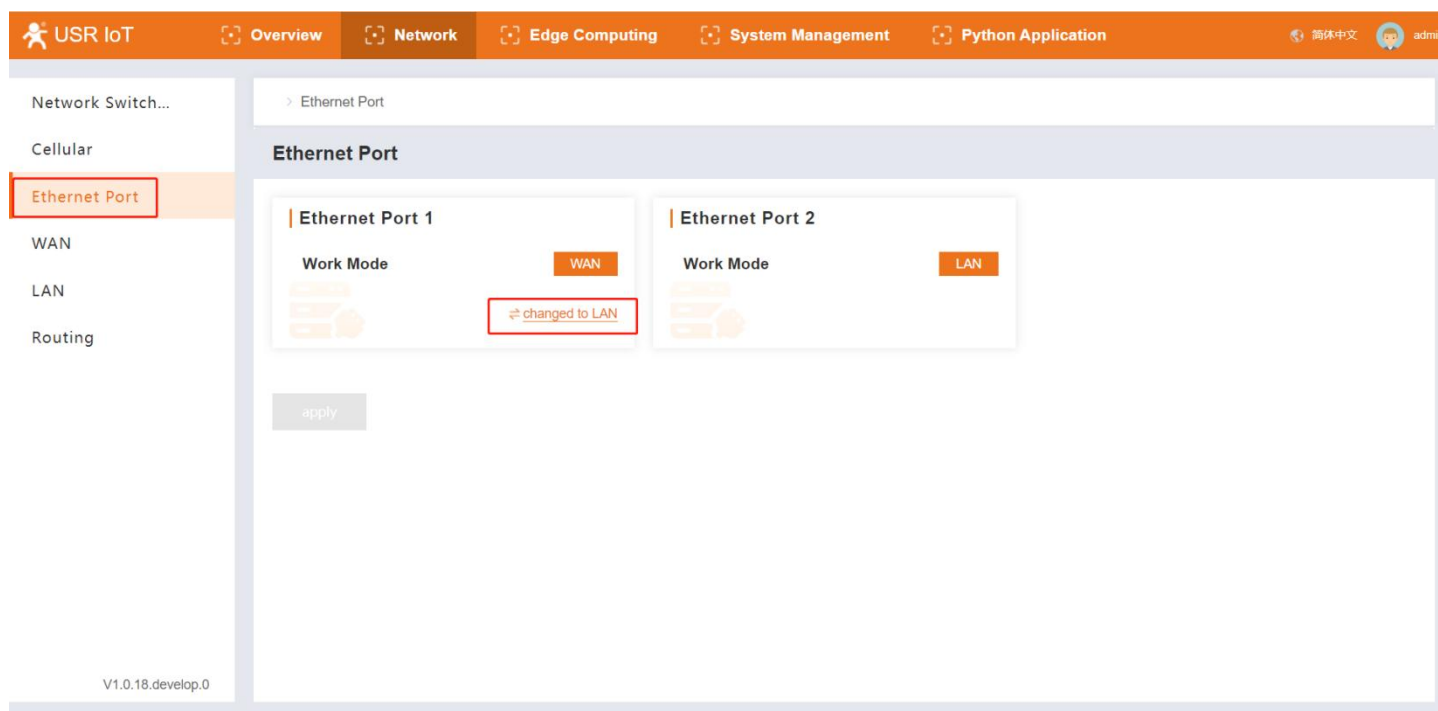 USR IoT Overview Network Edge Computing System Management Python Application 简体中文 admi
Network Switch...
Cellular
Ethernet Port
WAN
LAN
Routing
V1.0.18.develop.0
> Ethernet Port
Ethernet Port
Ethernet Port 1
Work Mode WAN
⇌ changed to LAN
Ethernet Port 2
Work Mode LAN
apply